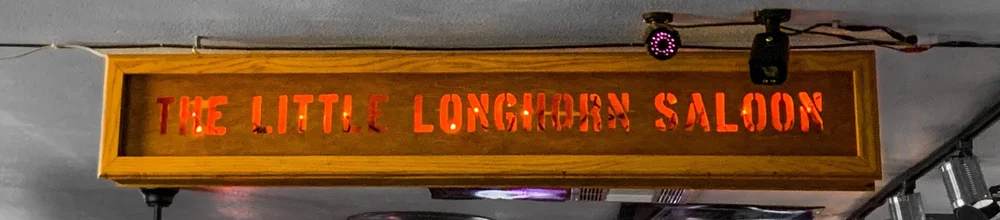 THE LITTLE LONGHORN SALOON